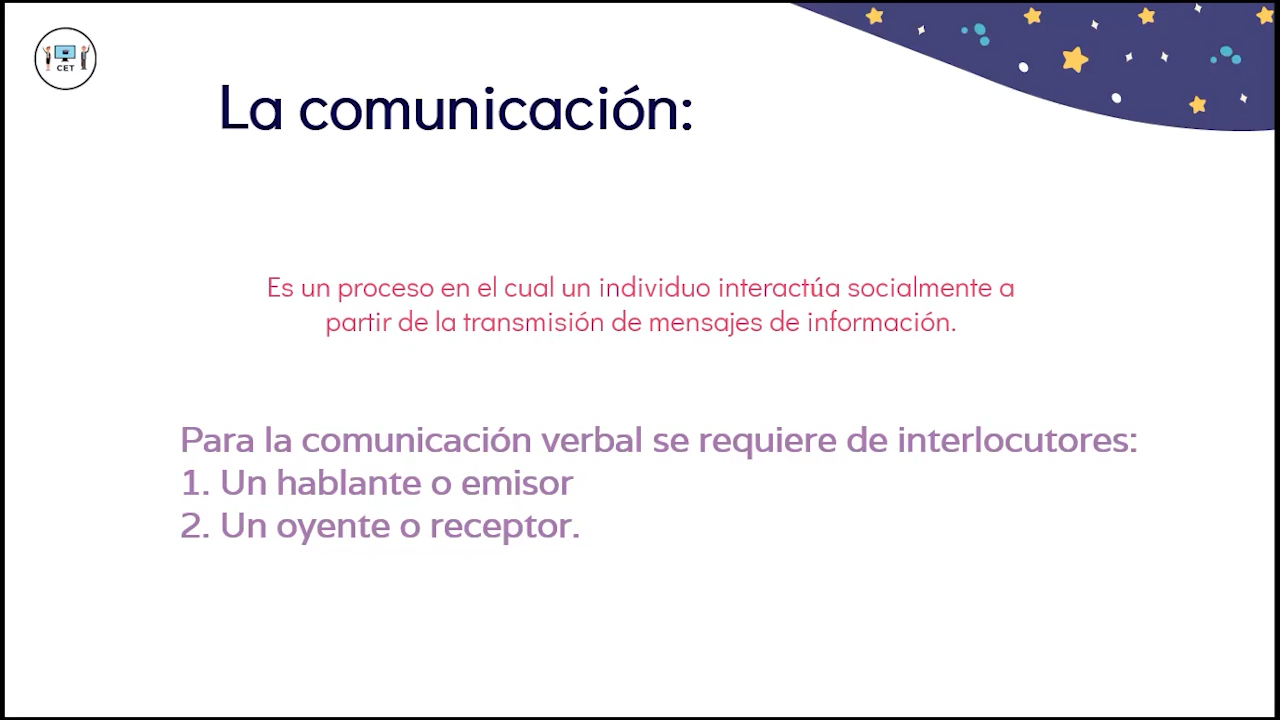 CET
La comunicación:
Es un proceso en el cual un individuo interactúa socialmente a
partir de la transmisión de mensajes de información.
Para la comunicación verbal se requiere de interlocutores:
1. Un hablante o emisor
2. Un oyente o receptor.